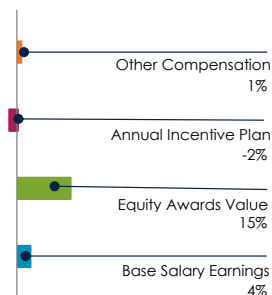 Other Compensation
1%
Annual Incentive Plan
-2%
Equity Awards Value
15%
Base Salary Earnings
4%